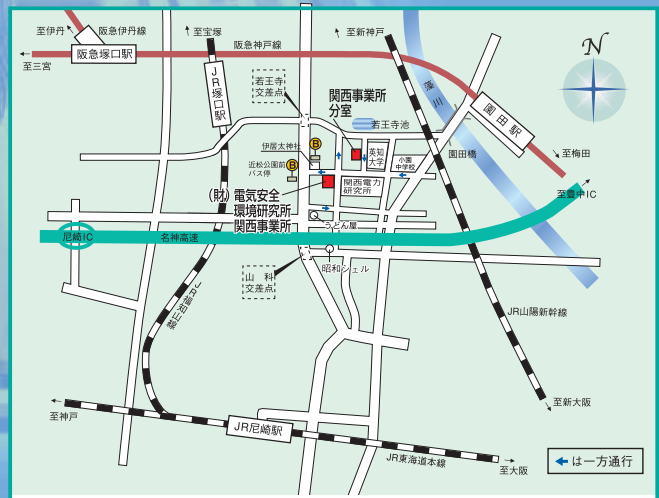 至伊丹
阪急伊丹線
至宝塚
至新神戸
N
阪急塚口駅
阪急神戸線
至三宮
JR塚口駅
若王寺
交差点
関西事業所
分室
藻川
園田駅
若王寺池
伊居太神社
B
英知
大学
小園
中学校
園田橋
至梅田
近松公園前
バス停
B
関西電力
研究所
至豊中IC
(財)電気安全
環境研究所
関西事業所
うどん屋
尼崎IC
名神高速
山科
交差点
昭和シェル
JR福知山線
JR山陽新幹線
至神戸
JR尼崎駅
至新大阪
JR東海道本線
至大阪
は一方通行